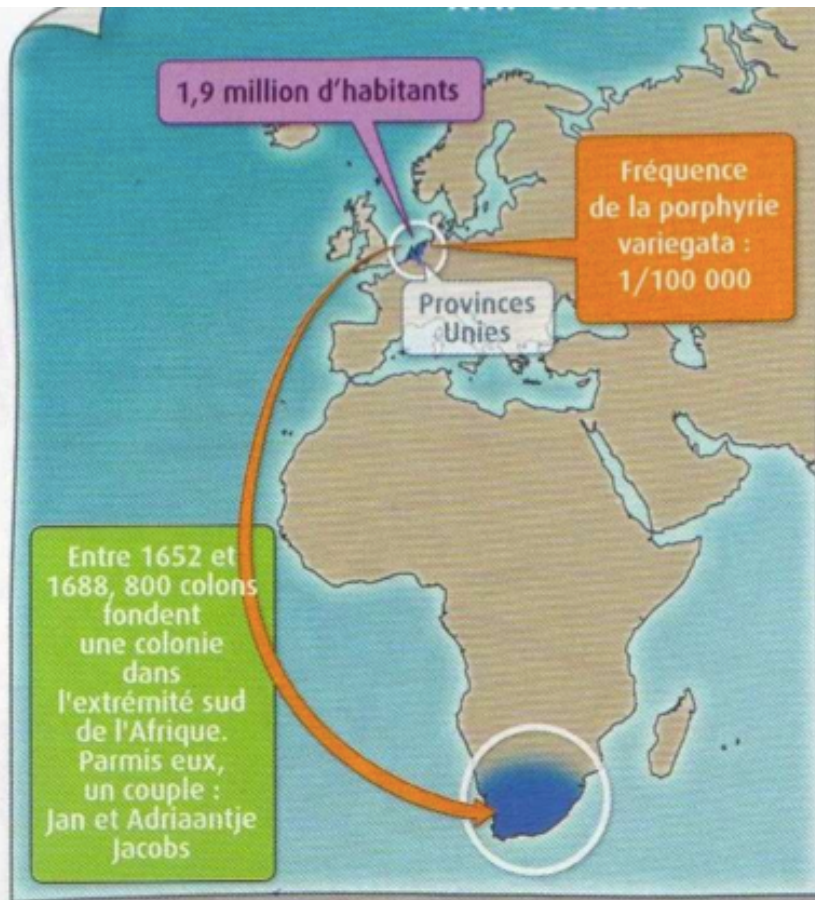 1,9 million d'habitants
Fréquence
de la porphyrie
variegata :
1/100 000
Provinces
Unies
Entre 1652 et
1688, 800 colons
fondent
une colonie
dans
l'extrémité sud
de l'Afrique.
Parmis eux,
un couple :
Jan et Adriaantje
Jacobs